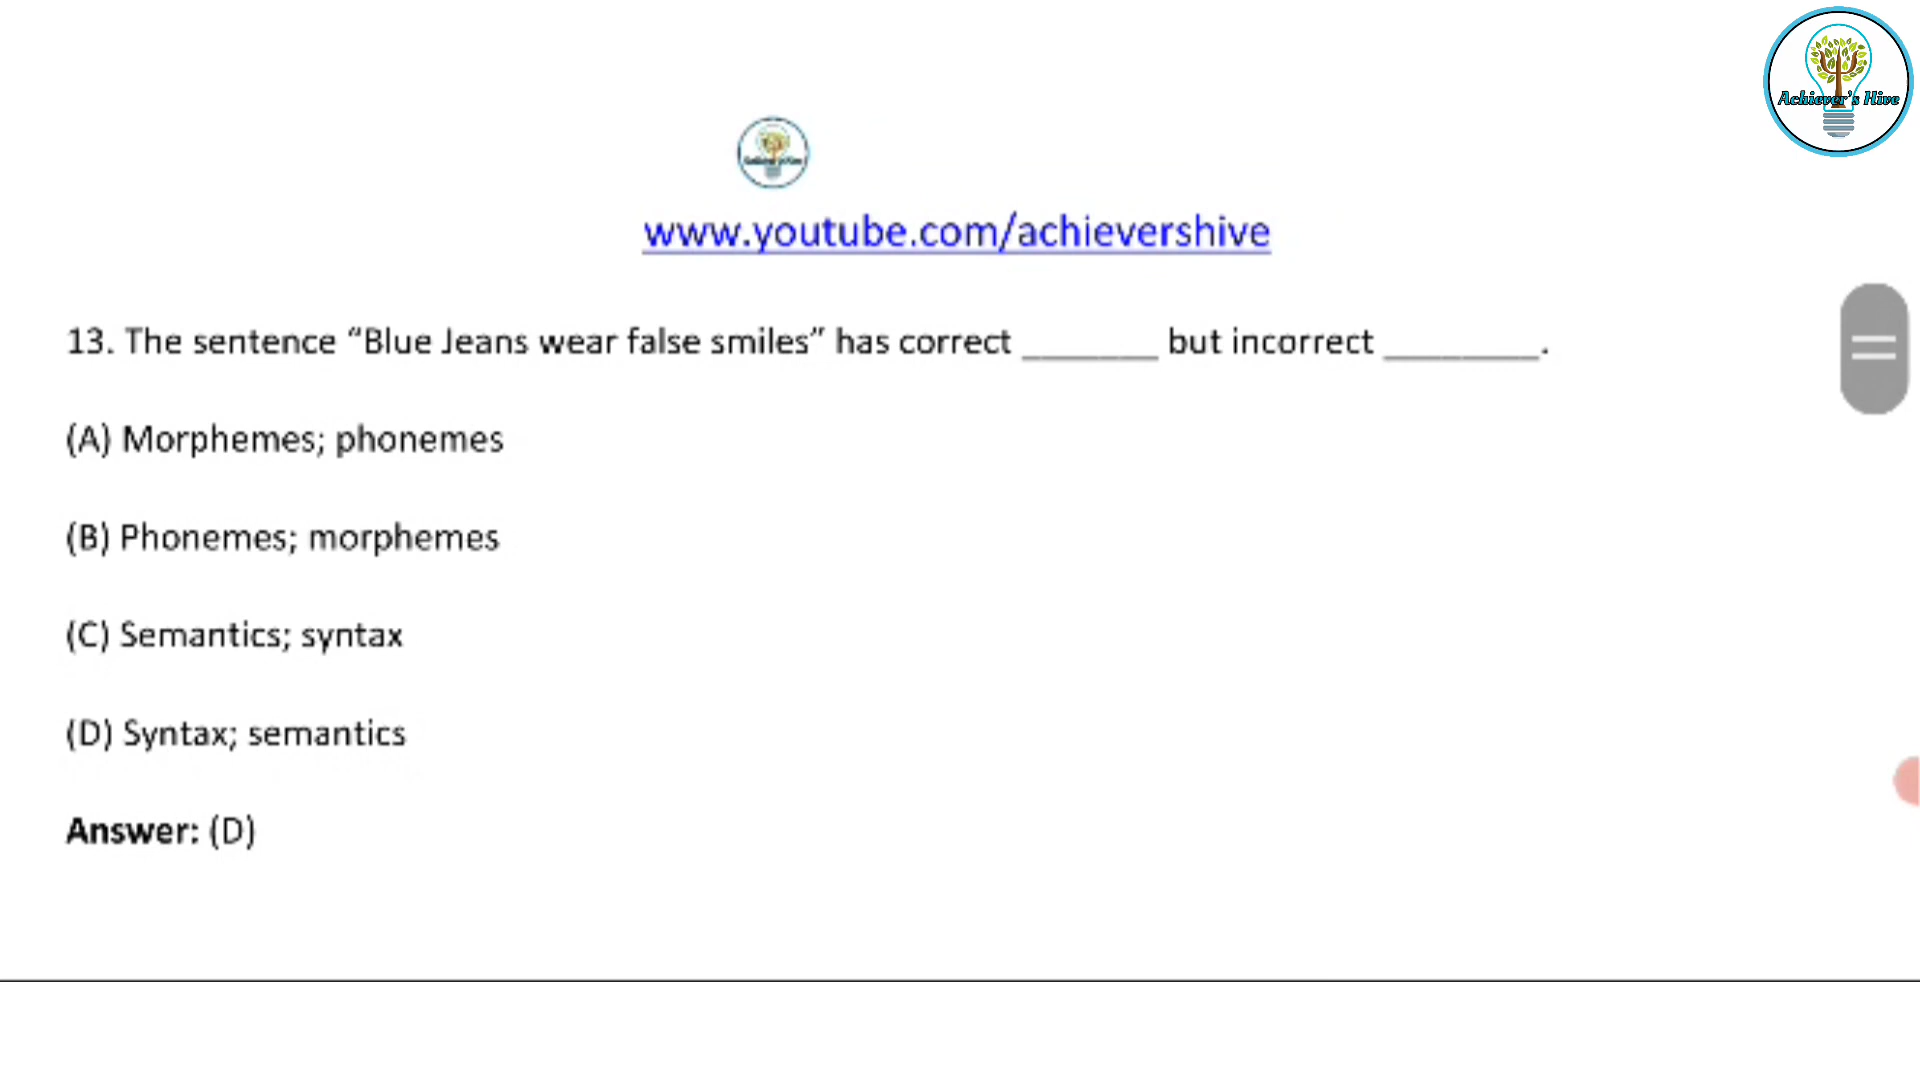 Achiever's Hive
www.youtube.com/achievershive
13. The sentence “Blue Jeans wear false smiles” has correct _______ but incorrect ________.
(A) Morphemes; phonemes
(B) Phonemes; morphemes
(C) Semantics; syntax
(D) Syntax; semantics
Answer: (D)